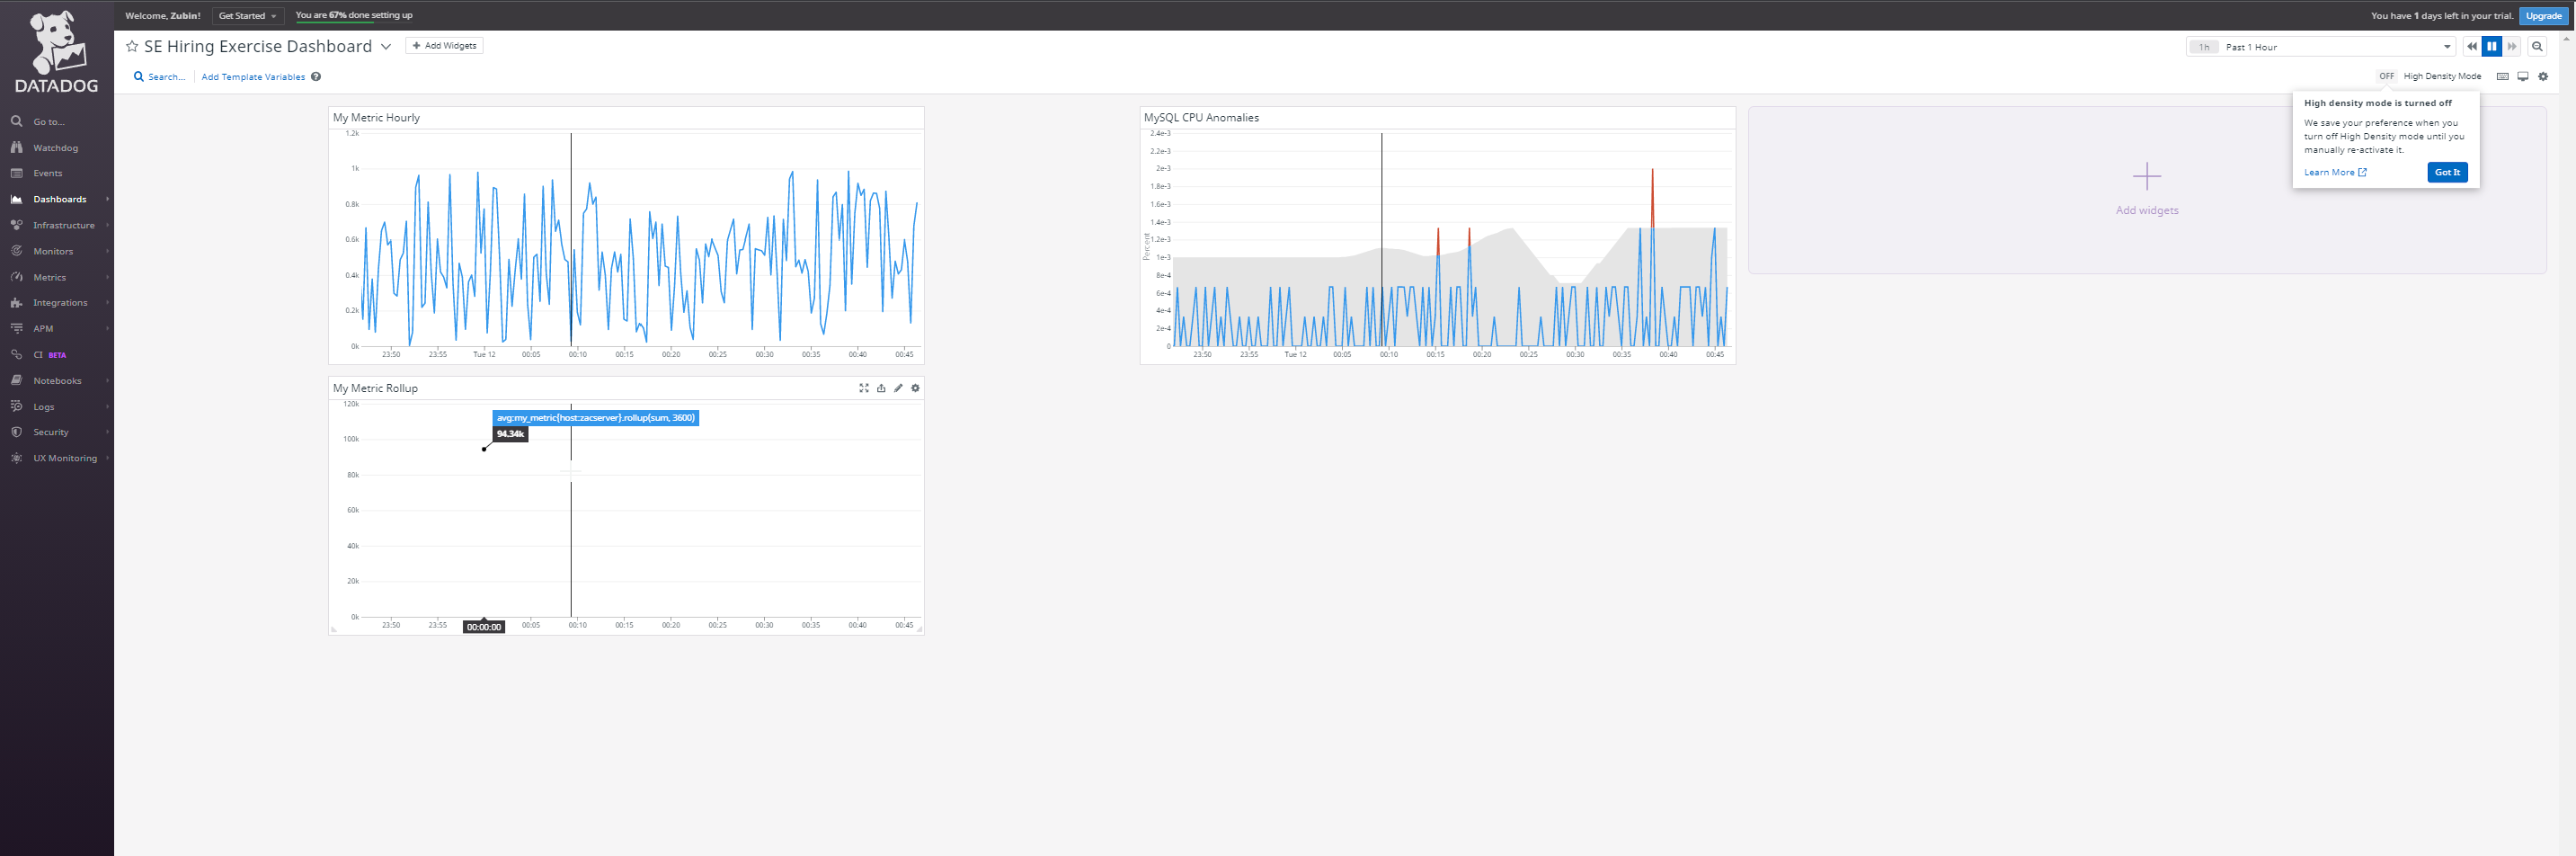 Welcome, Zubin!
Get Started
You are 67% done setting up
You have 1 days left in your trial.
Upgrade
DATADOG
SE Hiring Exercise Dashboard
+ Add Widgets
1h Past 1 Hour
Search...
Add Template Variables
OFF High Density Mode
High density mode is turned off
We save your preference when you
turn off High Density mode until you
manually re-activate it.
Learn More
Got It
Go to...
Watchdog
Events
Dashboards
Infrastructure
Monitors
Metrics
Integrations
APM
CI BETA
Notebooks
Logs
Security
UX Monitoring
My Metric Hourly
1.2k
1k
0.8k
0.6k
0.4k
0.2k
0k
23:50 23:55 Tue 12 00:05 00:10 00:15 00:20 00:25 00:30 00:35 00:40 00:45
MySQL CPU Anomalies
Percent
2.4e-3
2.2e-3
2e-3
1.8e-3
1.6e-3
1.4e-3
1.2e-3
1e-3
8e-4
6e-4
4e-4
2e-4
0
23:50 23:55 Tue 12 00:05 00:10 00:15 00:20 00:25 00:30 00:35 00:40 00:45
Add widgets
My Metric Rollup
120k
100k
80k
60k
40k
20k
0k
avg:my_metric{host:zacserver}.rollup(sum, 3600)
94.34k
23:50 23:55 00:00:00 00:05 00:10 00:15 00:20 00:25 00:30 00:35 00:40 00:45